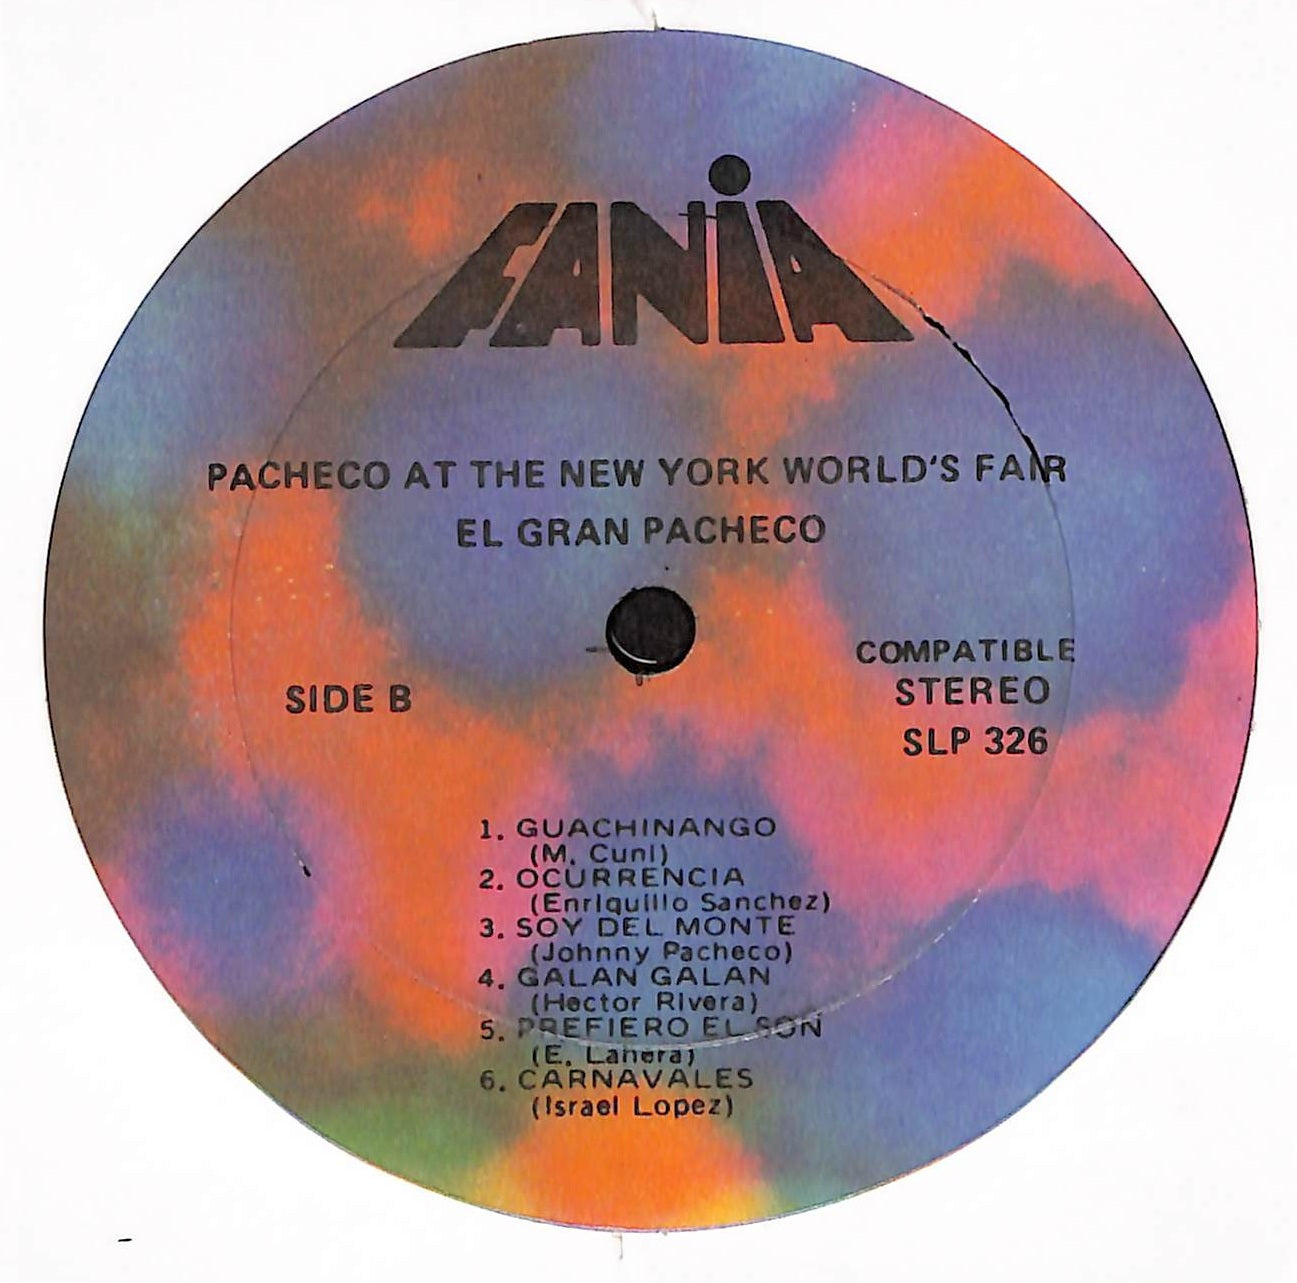 FANIA
PACHECO AT THE NEW YORK WORLD'S FAIR
EL GRAN PACHECO
COMPATIBLE
SIDE B
STEREO
SLP 326
1. GUACHINANGO
(M. Cuni)
2. OCURRENCIA
(Enriquillo Sanchez)
3. SOY DEL MONTE
(Johnny Pacheco)
4. GALAN GALAN
(Hector Rivera)
5. PREFIERO EL SON
(E. Lanera)
6. CARNAVALES
(Israel Lopez)